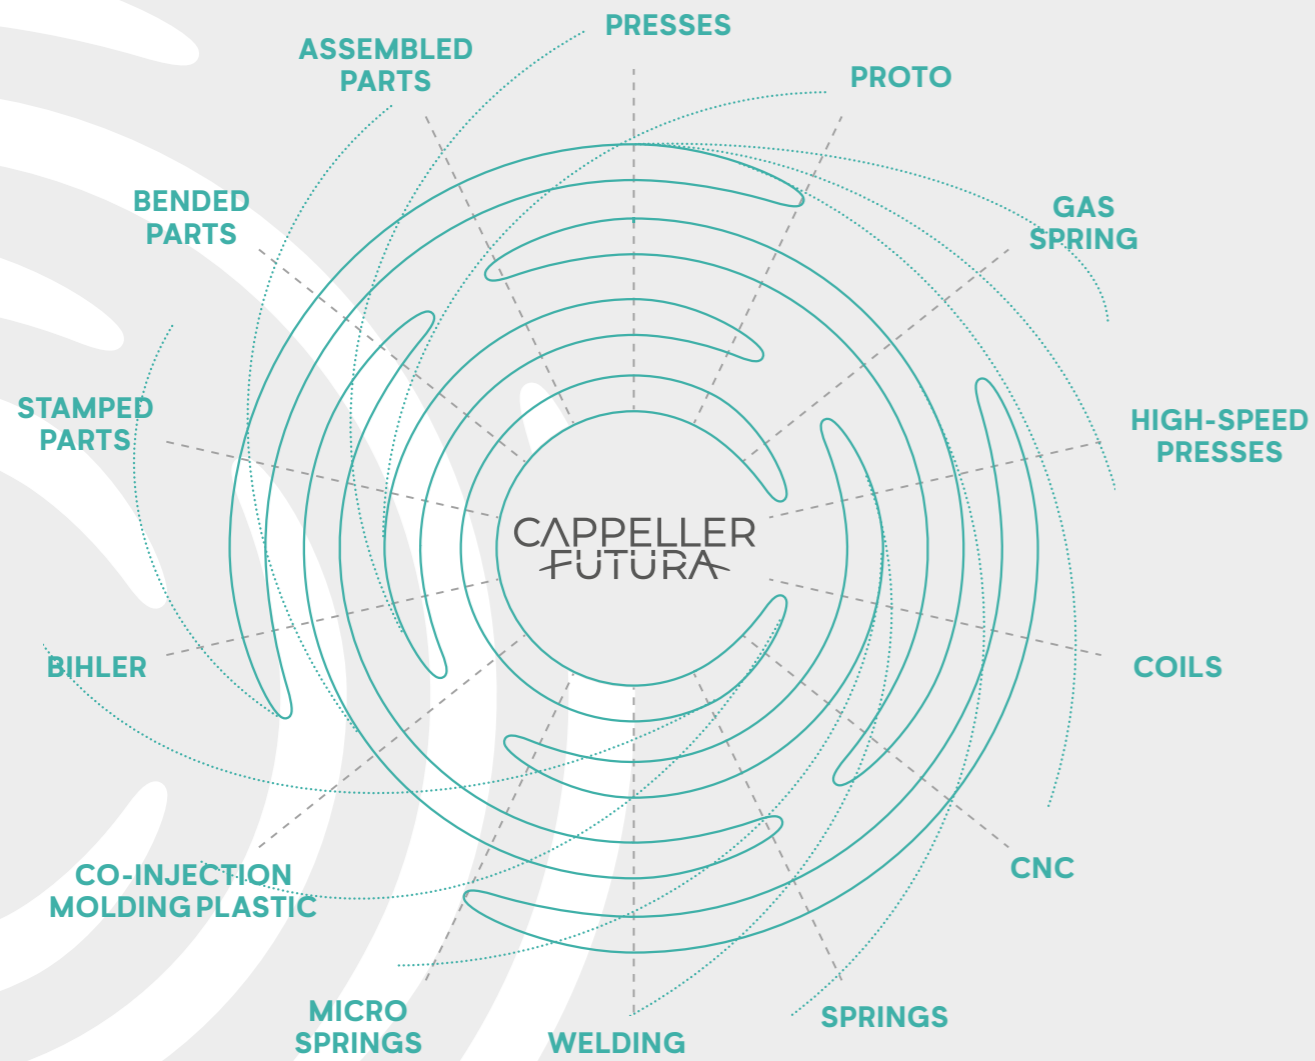 PRESSES
PROTO
GAS
SPRING
HIGH-SPEED
PRESSES
COILS
CNC
SPRINGS
WELDING
MICRO
SPRINGS
CO-INJECTION
MOLDING PLASTIC
BIHLER
STAMPED
PARTS
BENDED
PARTS
ASSEMBLED
PARTS
CAPPELLER
FUTURA